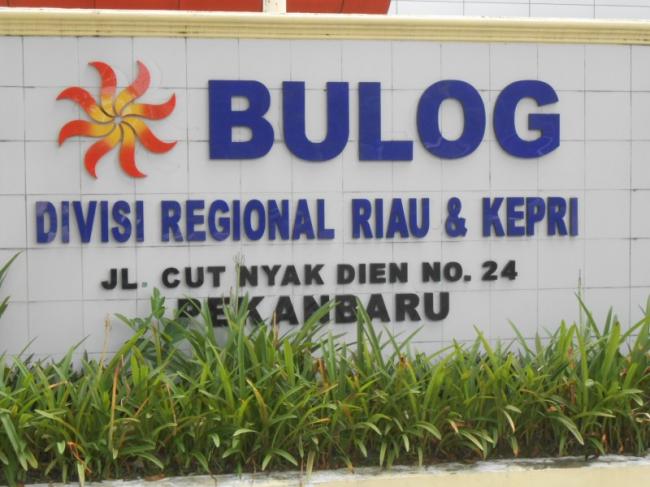 BULOG
DIVISI REGIONAL RIAU & KEPRI
JL. CUT NYAK DIEN NO. 24
PEKANBARU